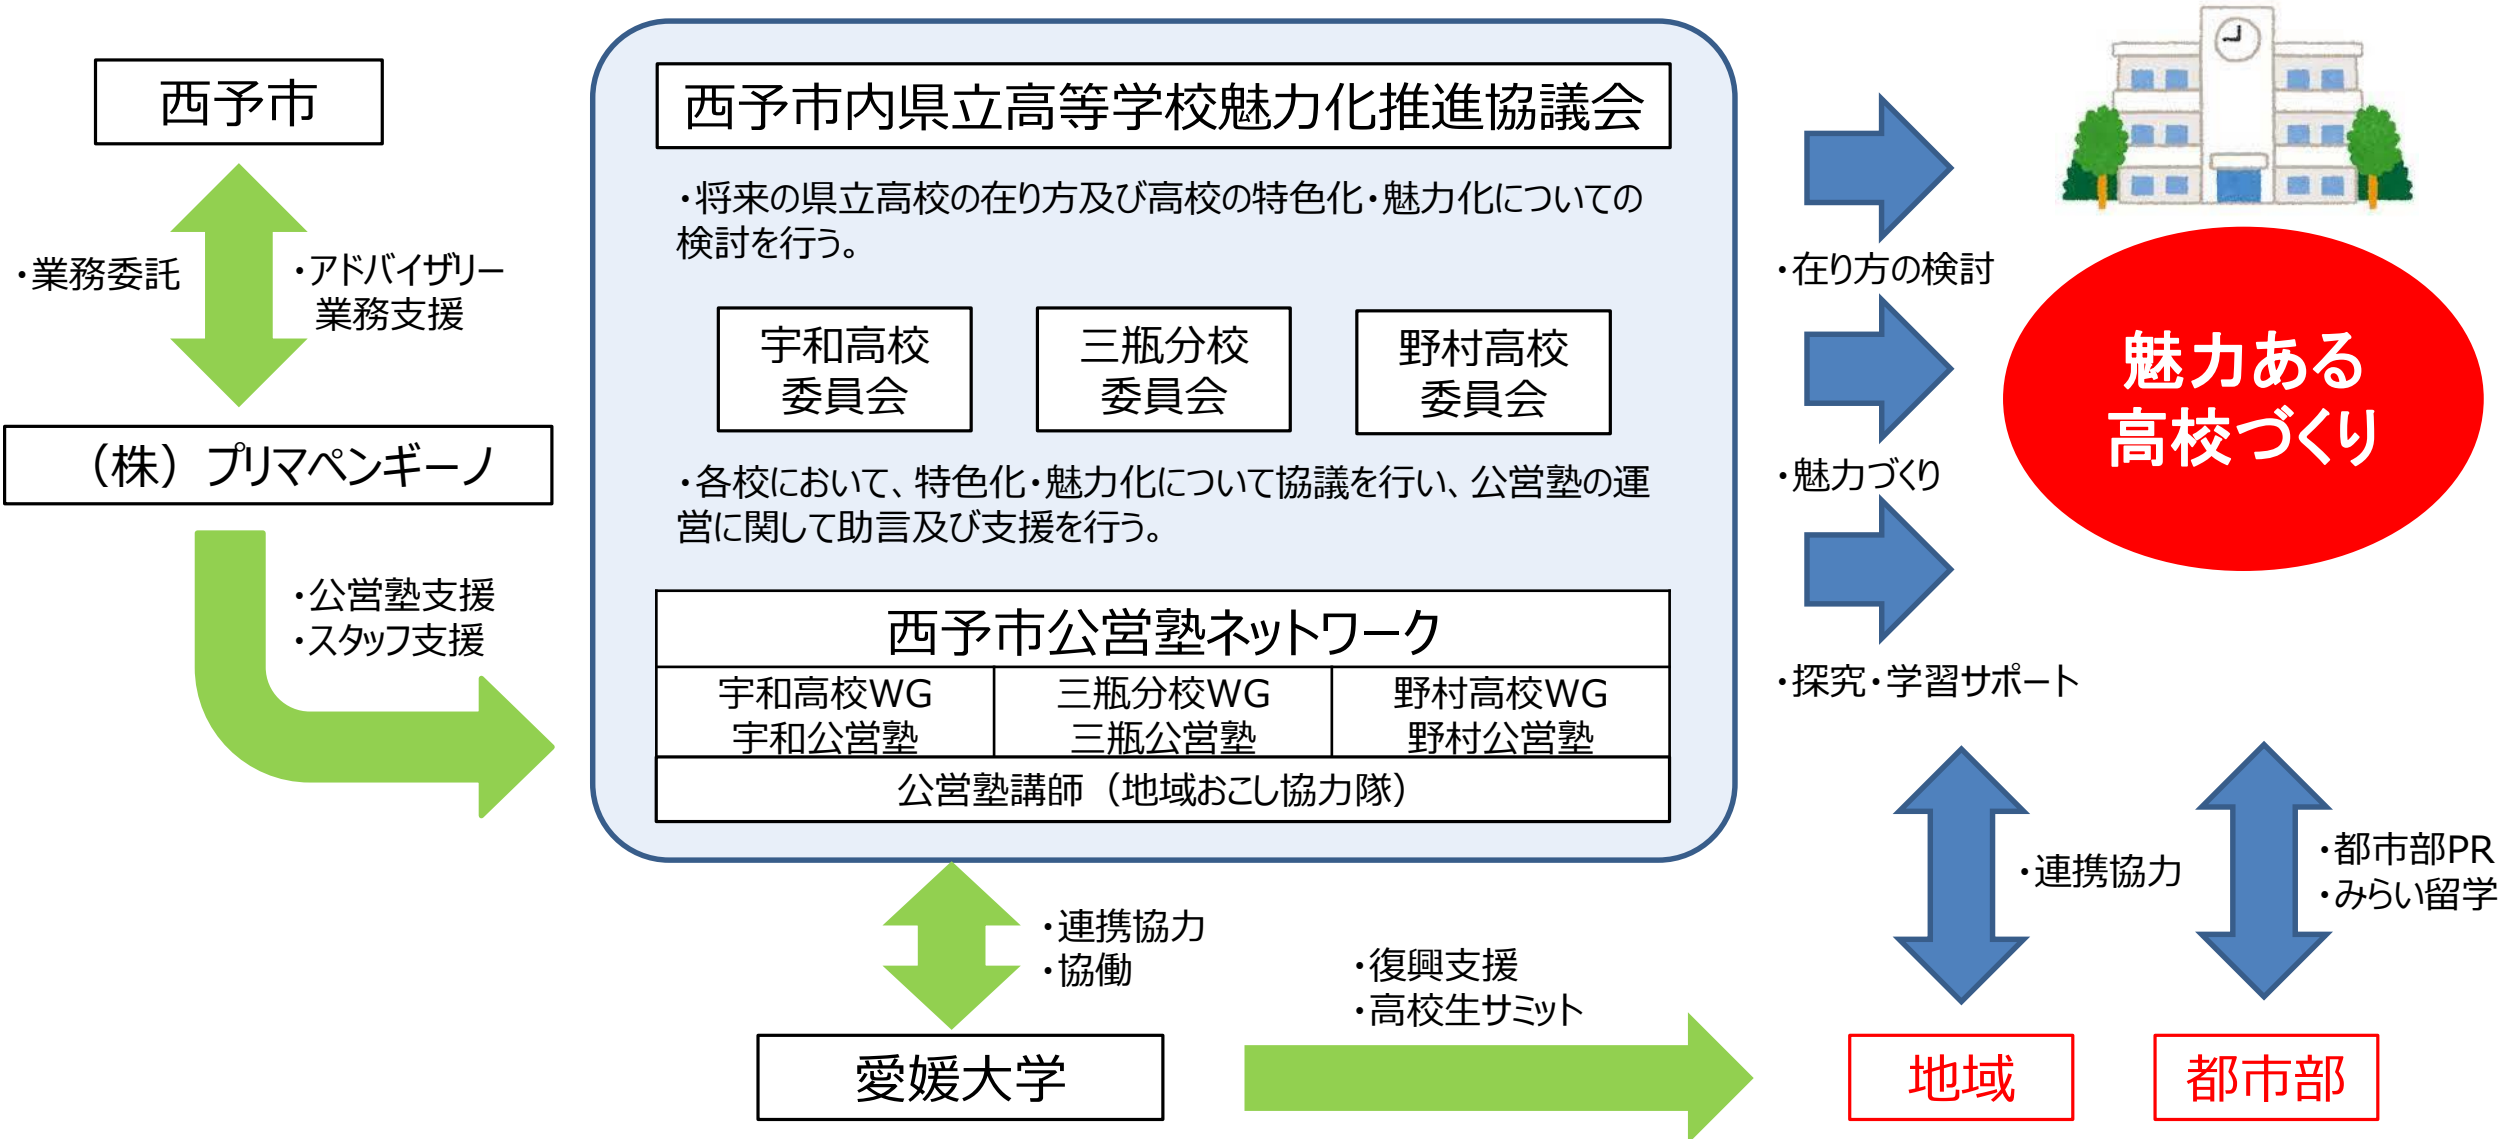 西予市
・業務委託
・アドバイザリー
業務支援
（株）プリマペンギーノ
・公営塾支援
・スタッフ支援
西予市内県立高等学校魅力化推進協議会
・将来の県立高校の在り方及び高校の特色化・魅力化についての
検討を行う。
宇和高校
委員会
三瓶分校
委員会
野村高校
委員会
・各校において、特色化・魅力化について協議を行い、公営塾の運
営に関して助言及び支援を行う。
西予市公営塾ネットワーク
宇和高校WG
宇和公営塾
三瓶分校WG
三瓶公営塾
野村高校WG
野村公営塾
公営塾講師（地域おこし協力隊）
・連携協力
・協働
愛媛大学
・復興支援
・高校生サミット
・在り方の検討
・魅力づくり
・探究・学習サポート
魅力ある
高校づくり
・連携協力
・都市部PR
・みらい留学
地域
都市部